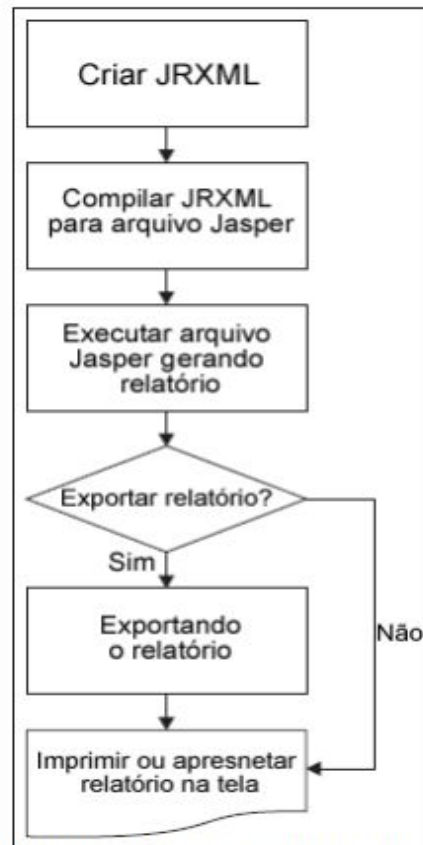 Criar JRXML
Compilar JRXML
para arquivo Jasper
Executar arquivo
Jasper gerando
relatório
Exportar relatório?
Sim
Exportando
o relatório
Não
Imprimir ou apresnetar
relatório na tela